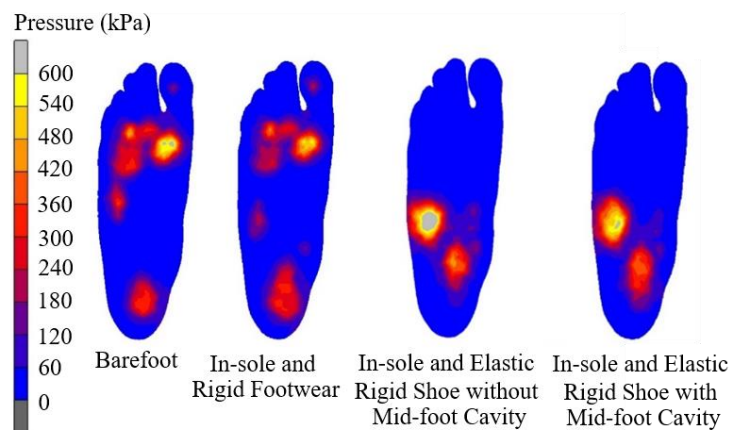 Pressure (kPa)
600
540
480
420
360
300
240
180
120
60
0
Barefoot
In-sole and
Rigid Footwear
In-sole and Elastic
Rigid Shoe without
Mid-foot Cavity
In-sole and Elastic
Rigid Shoe with
Mid-foot Cavity